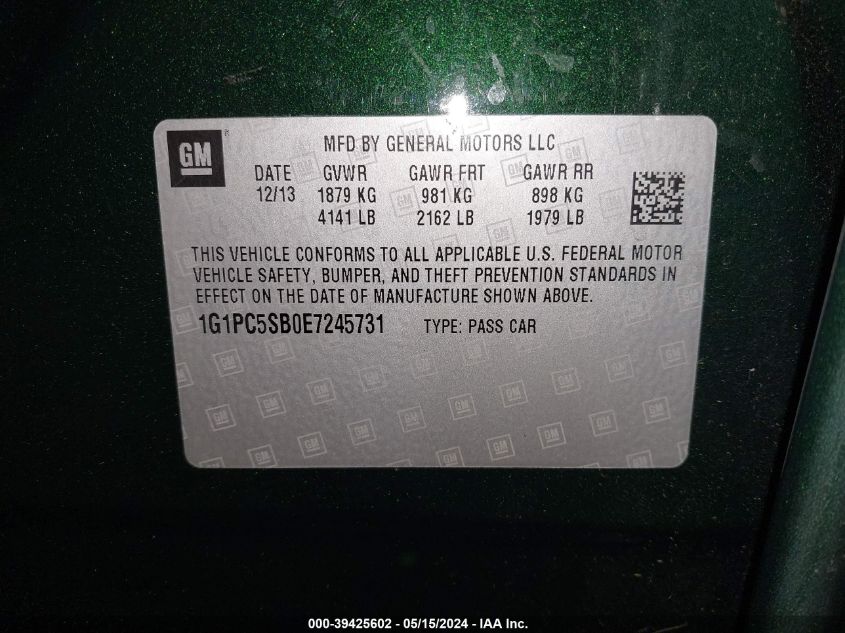 GM ®
MFD BY GENERAL MOTORS LLC
DATE GVWR GAWR FRT GAWR RR
12/13 1879 KG 981 KG 898 KG
4141 LB 2162 LB 1979 LB
THIS VEHICLE CONFORMS TO ALL APPLICABLE U.S. FEDERAL MOTOR
VEHICLE SAFETY, BUMPER, AND THEFT PREVENTION STANDARDS IN
EFFECT ON THE DATE OF MANUFACTURE SHOWN ABOVE.
1G1PC5SB0E7245731 TYPE: PASS CAR
000-39425602 - 05/15/2024 - IAA Inc.